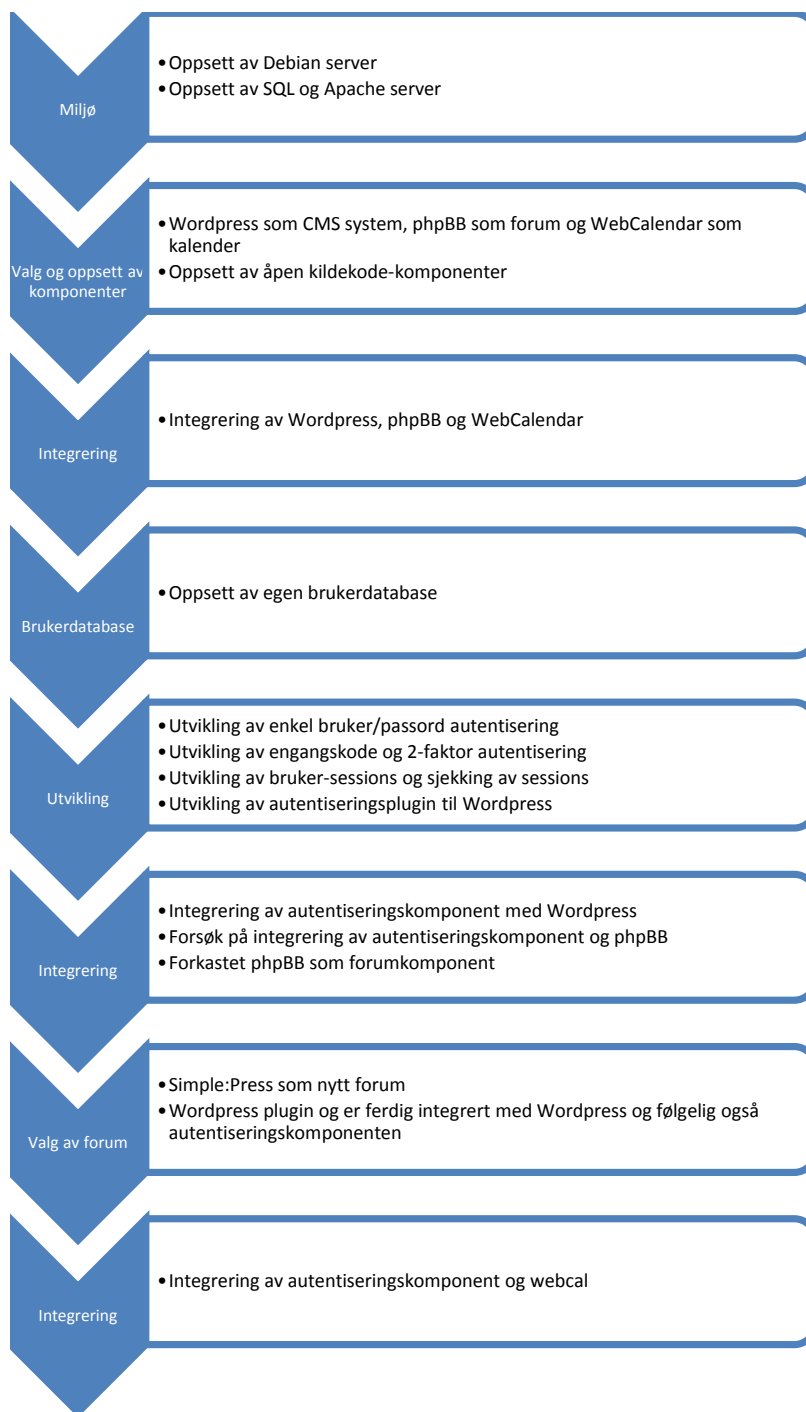 Miljø
•Oppsett av Debian server
•Oppsett av SQL og Apache server
Valg og oppsett av
komponenter
•Wordpress som CMS system, phpBB som forum og WebCalendar som
kalender
•Oppsett av åpen kildekode-komponenter
Integrering
•Integrering av Wordpress, phpBB og WebCalendar
Brukerdatabase
•Oppsett av egen brukerdatabase
Utvikling
•Utvikling av enkel bruker/passord autentisering
•Utvikling av engangskode og 2-faktor autentisering
•Utvikling av bruker-sessions og sjekking av sessions
•Utvikling av autentiseringsplugin til Wordpress
Integrering
•Integrering av autentiseringskomponent med Wordpress
•Forsøk på integrering av autentiseringskomponent og phpBB
•Forkastet phpBB som forumkomponent
Valg av forum
•Simple:Press som nytt forum
•Wordpress plugin og er ferdig integrert med Wordpress og følgelig også
autentiseringskomponenten
Integrering
•Integrering av autentiseringskomponent og webcal